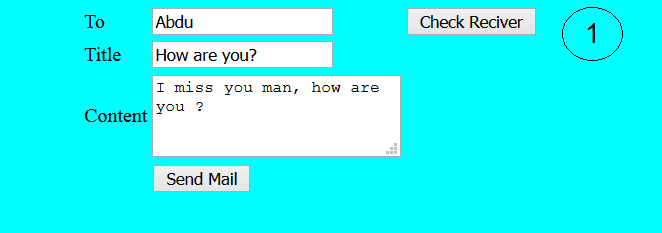 To Abdu Check Reciver 1
Title How are you?
I miss you man, how are
you ?
Content
Send Mail